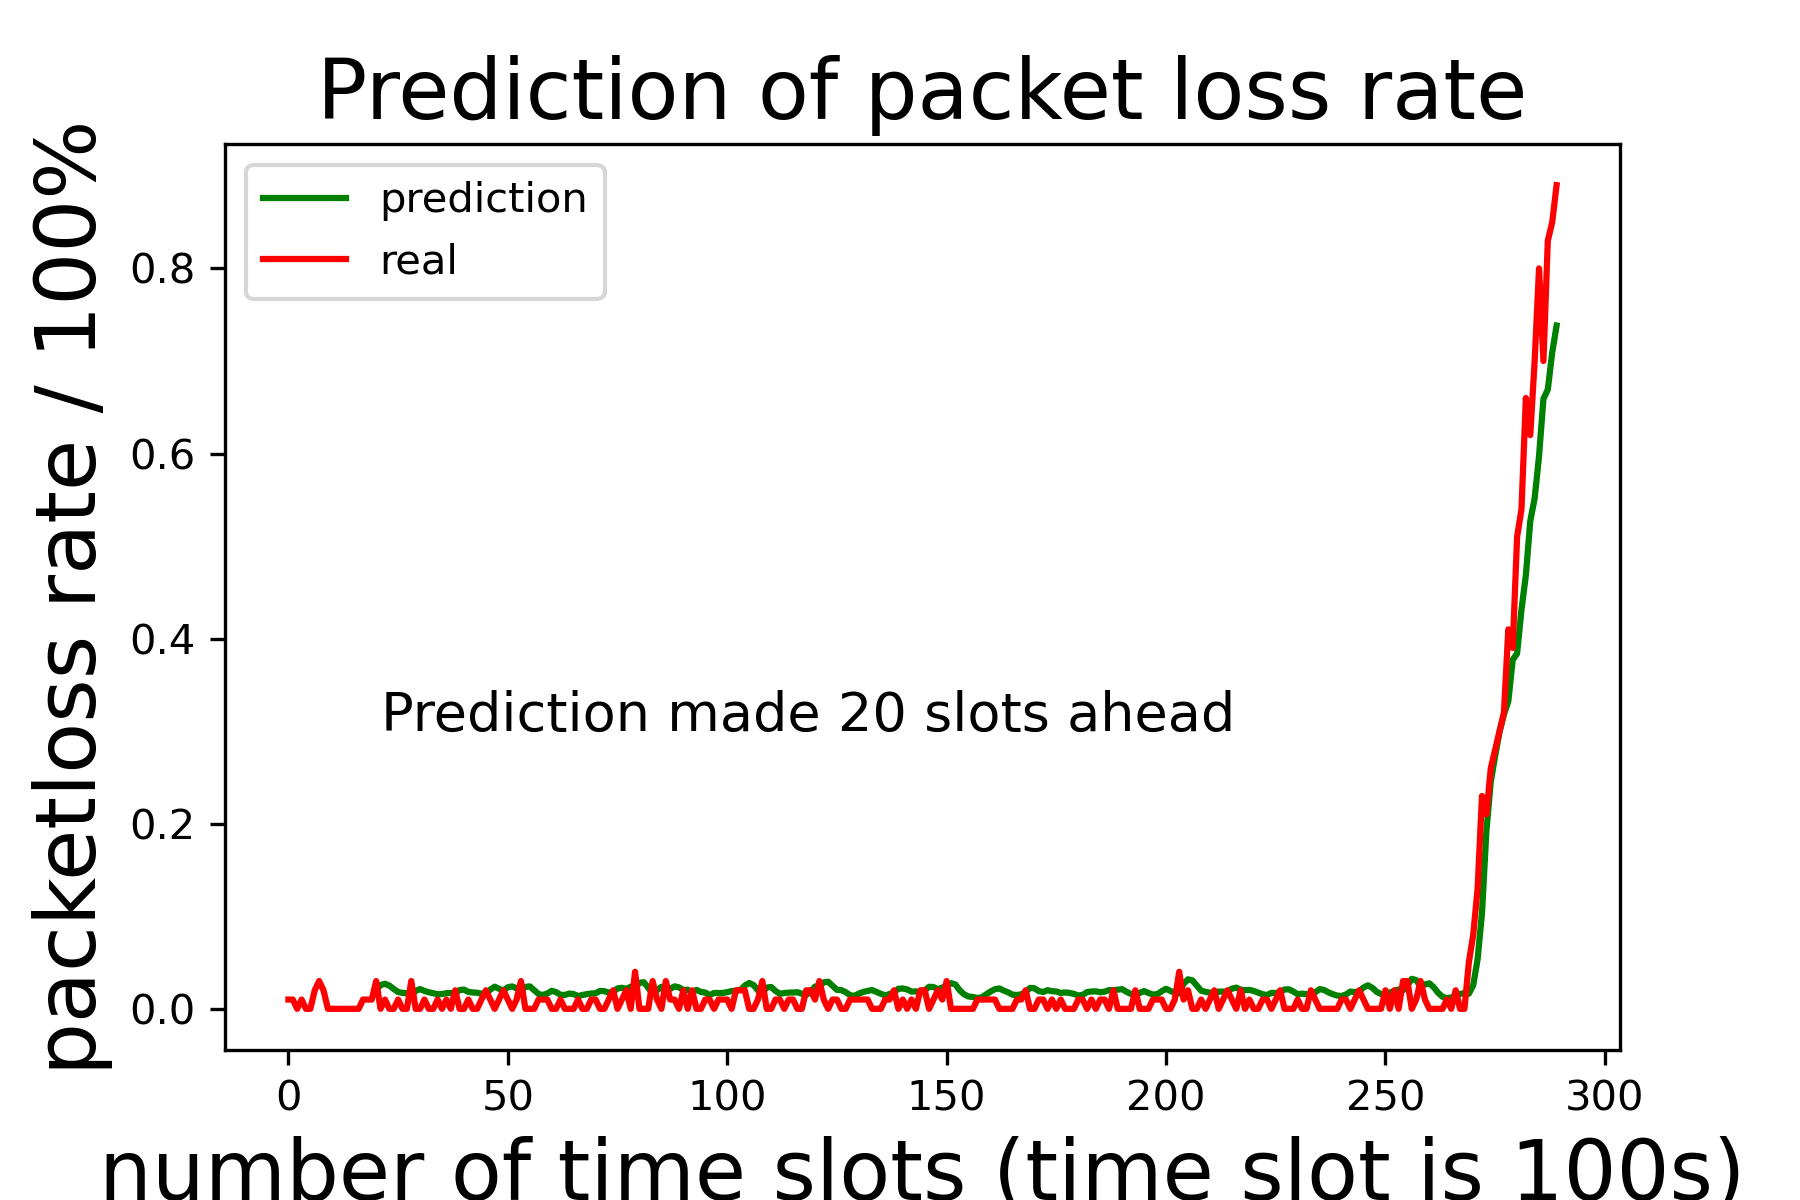 Prediction of packet loss rate
packetloss rate / 100%
prediction
real
0.8
0.6
0.4
0.2
0.0
Prediction made 20 slots ahead
0 50 100 150 200 250 300
number of time slots (time slot is 100s)